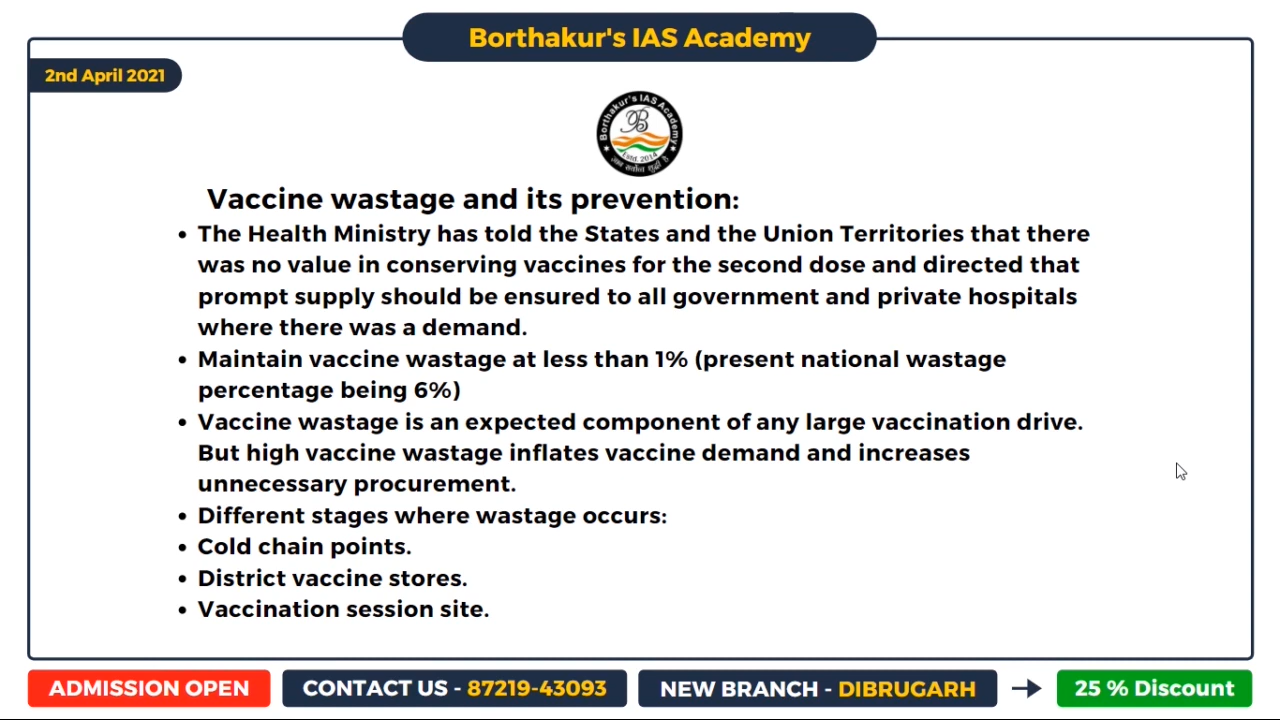 Borthakur's IAS Academy
2nd April 2021
Borthakur's IAS Academy
B
Estd. 2014
Vaccine wastage and its prevention:
• The Health Ministry has told the States and the Union Territories that there
was no value in conserving vaccines for the second dose and directed that
prompt supply should be ensured to all government and private hospitals
where there was a demand.
• Maintain vaccine wastage at less than 1% (present national wastage
percentage being 6%)
• Vaccine wastage is an expected component of any large vaccination drive.
But high vaccine wastage inflates vaccine demand and increases
unnecessary procurement.
• Different stages where wastage occurs:
• Cold chain points.
• District vaccine stores.
• Vaccination session site.
ADMISSION OPEN
CONTACT US - 87219-43093
NEW BRANCH - DIBRUGARH
25 % Discount